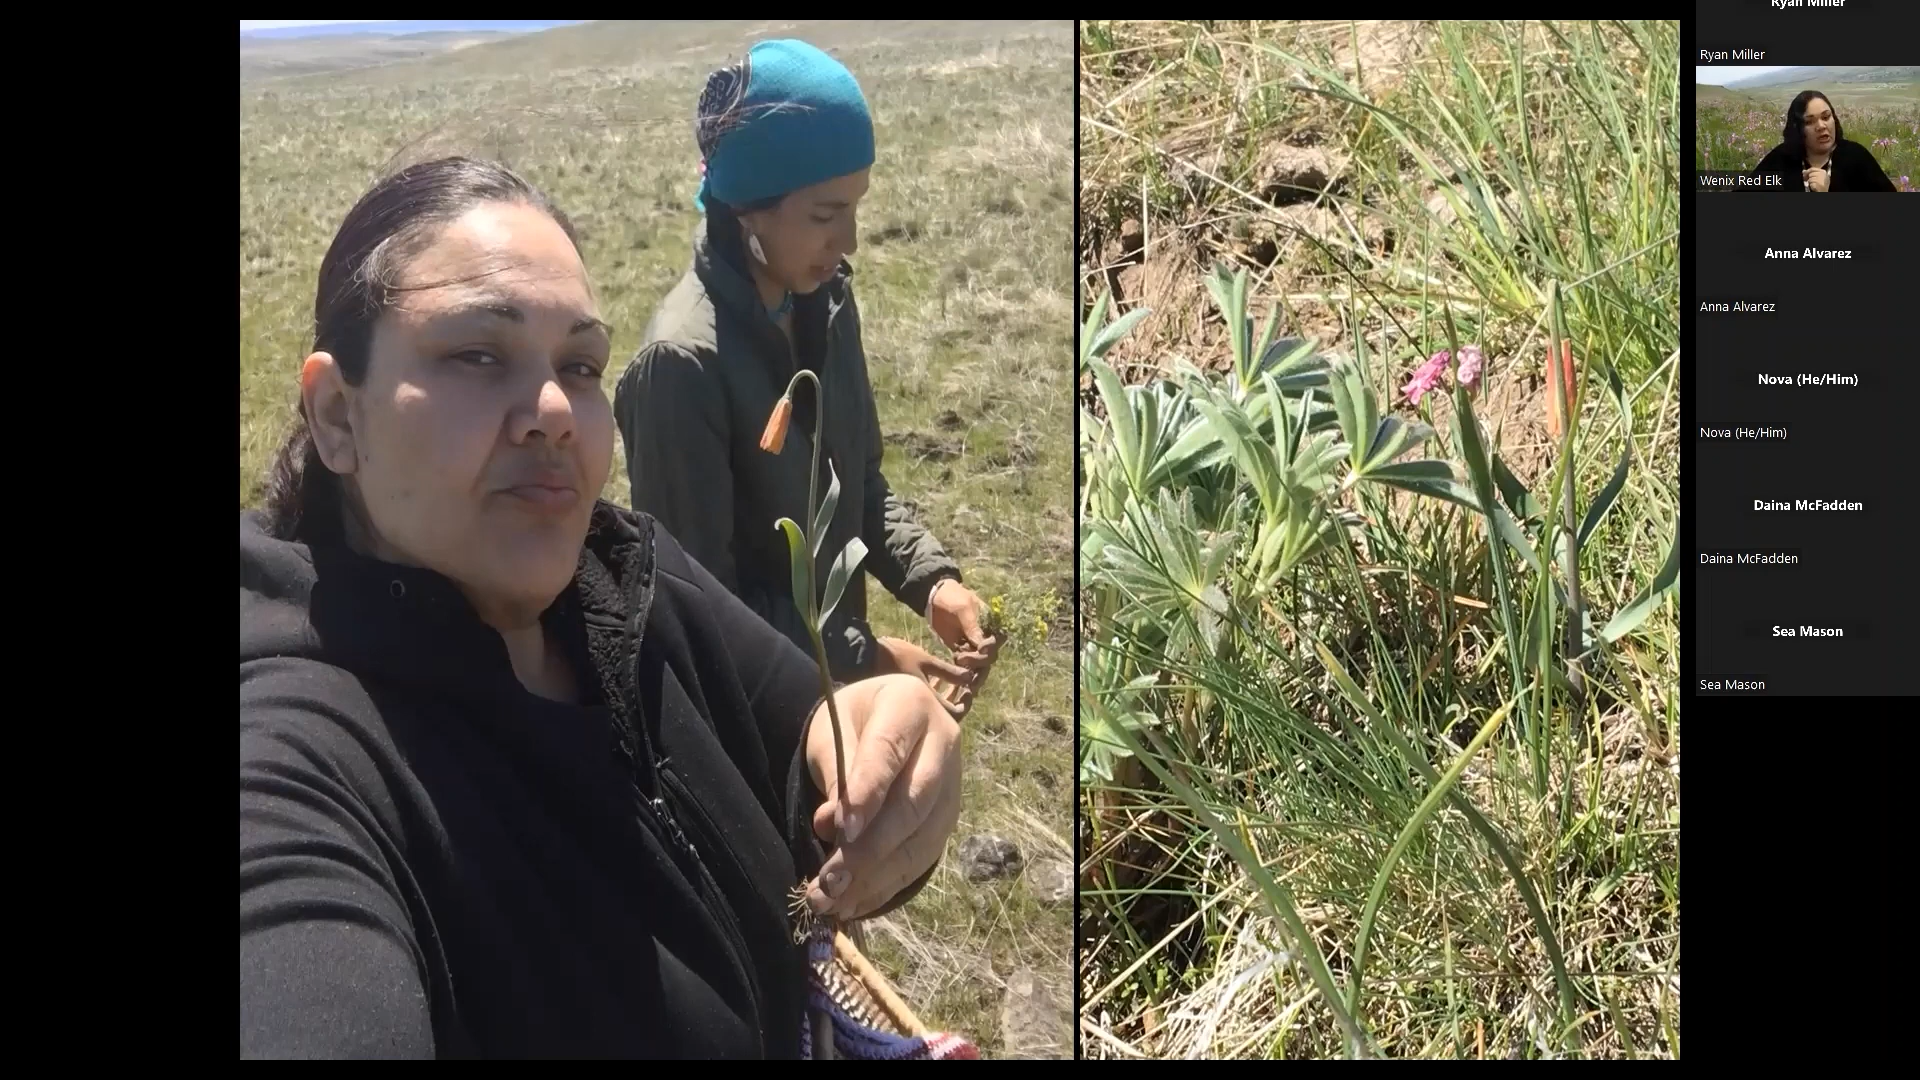 Ryan Miller
Ryan Miller
Wenix Red Elk
Anna Alvarez
Anna Alvarez
Nova (He/Him)
Nova (He/Him)
Daina McFadden
Daina McFadden
Sea Mason
Sea Mason